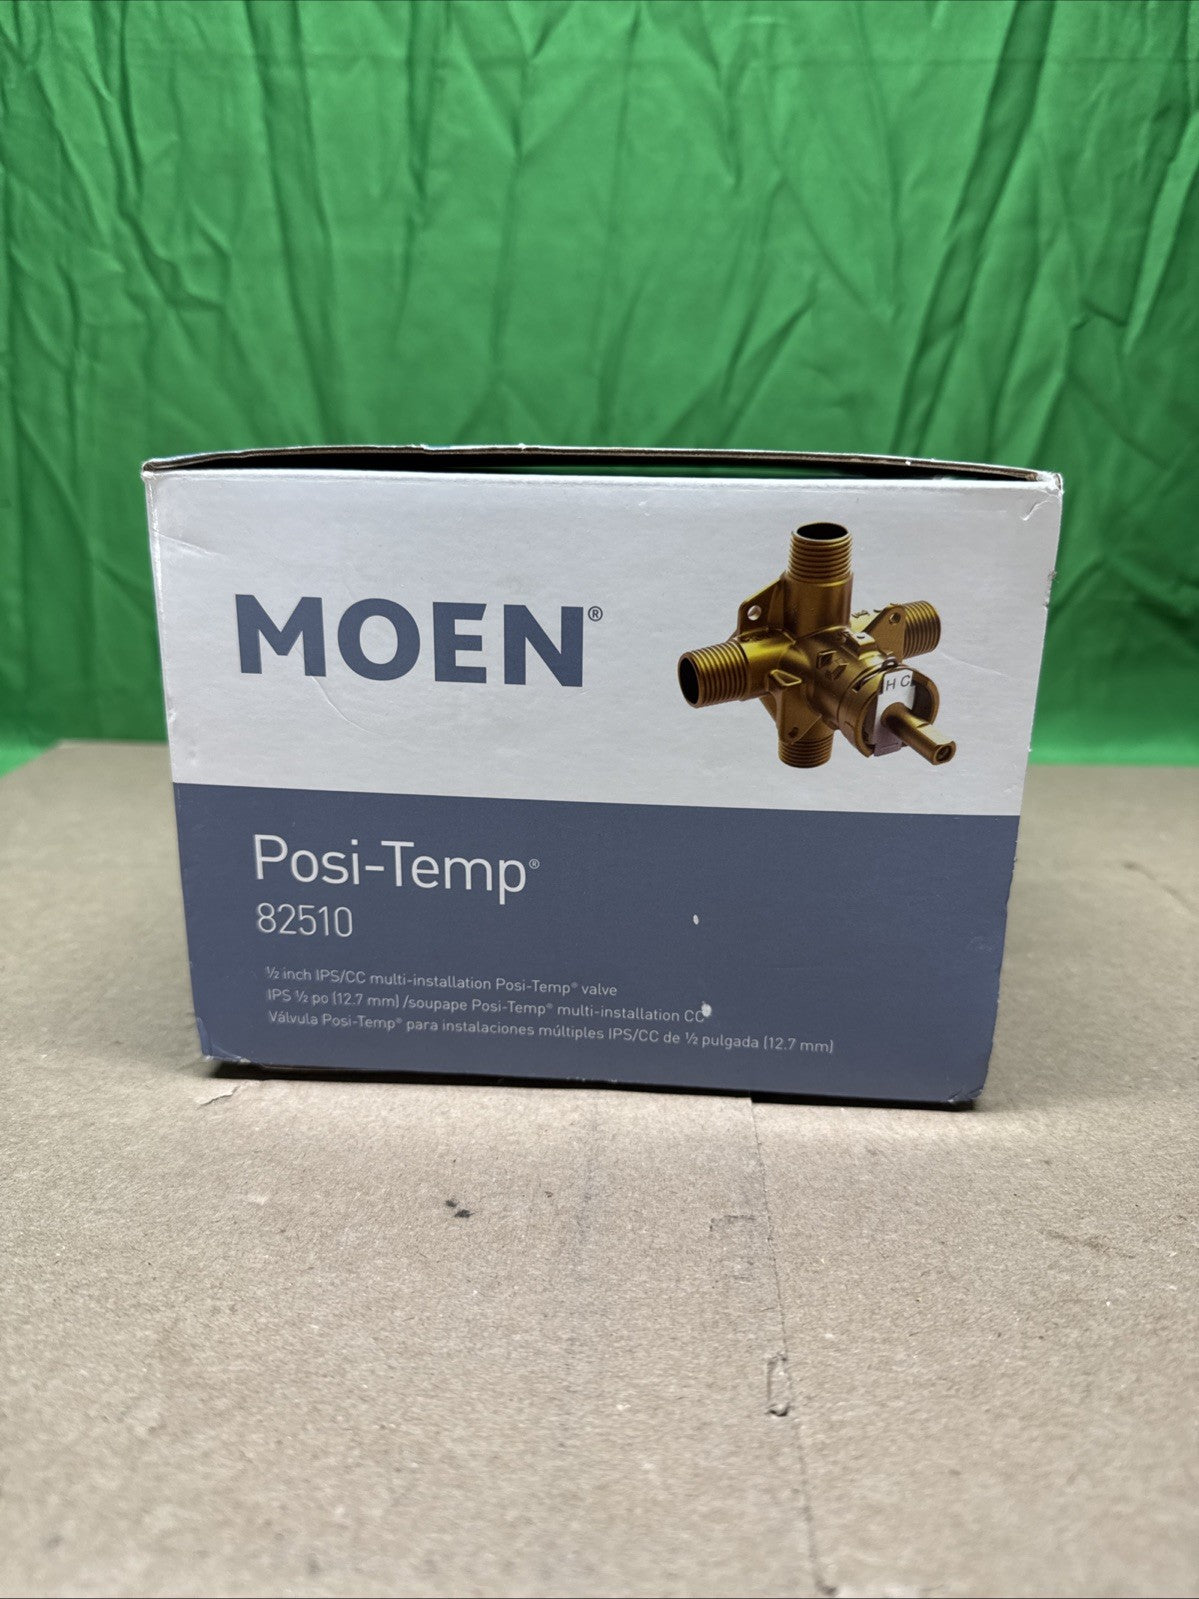 MOEN®
H C
Posi-Temp®
82510
½ inch IPS/CC multi-installation Posi-Temp® valve
IPS ½ po (12.7 mm) /soupape Posi-Temp® multi-installation CC
Válvula Posi-Temp® para instalaciones múltiples IPS/CC de ½ pulgada (12.7 mm)